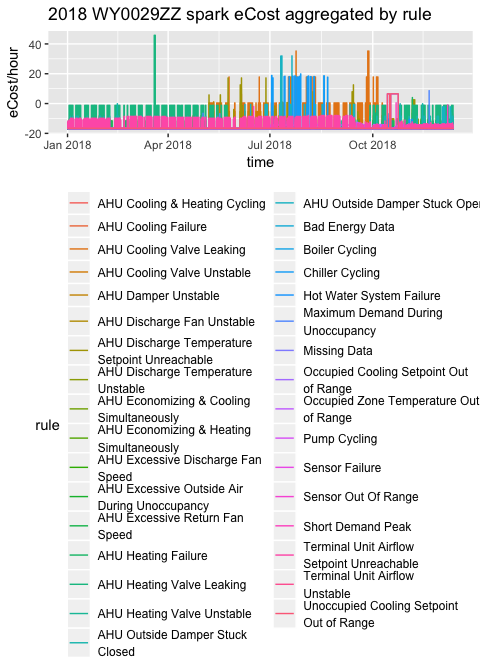 2018 WY0029ZZ spark eCost aggregated by rule
eCost/hour
40
20
0
-20
Jan 2018
Apr 2018
Jul 2018
Oct 2018
time
rule
AHU Cooling & Heating Cycling
AHU Cooling Failure
AHU Cooling Valve Leaking
AHU Cooling Valve Unstable
AHU Damper Unstable
AHU Discharge Fan Unstable
AHU Discharge Temperature
Setpoint Unreachable
AHU Discharge Temperature
Unstable
AHU Economizing & Cooling
Simultaneously
AHU Economizing & Heating
Simultaneously
AHU Excessive Discharge Fan
Speed
AHU Excessive Outside Air
During Unoccupancy
AHU Excessive Return Fan
Speed
AHU Heating Failure
AHU Heating Valve Leaking
AHU Heating Valve Unstable
AHU Outside Damper Stuck
Closed
AHU Outside Damper Stuck Open
Bad Energy Data
Boiler Cycling
Chiller Cycling
Hot Water System Failure
Maximum Demand During
Unoccupancy
Missing Data
Occupied Cooling Setpoint Out
of Range
Occupied Zone Temperature Out
of Range
Pump Cycling
Sensor Failure
Sensor Out Of Range
Short Demand Peak
Terminal Unit Airflow
Setpoint Unreachable
Terminal Unit Airflow
Unstable
Unoccupied Cooling Setpoint
Out of Range